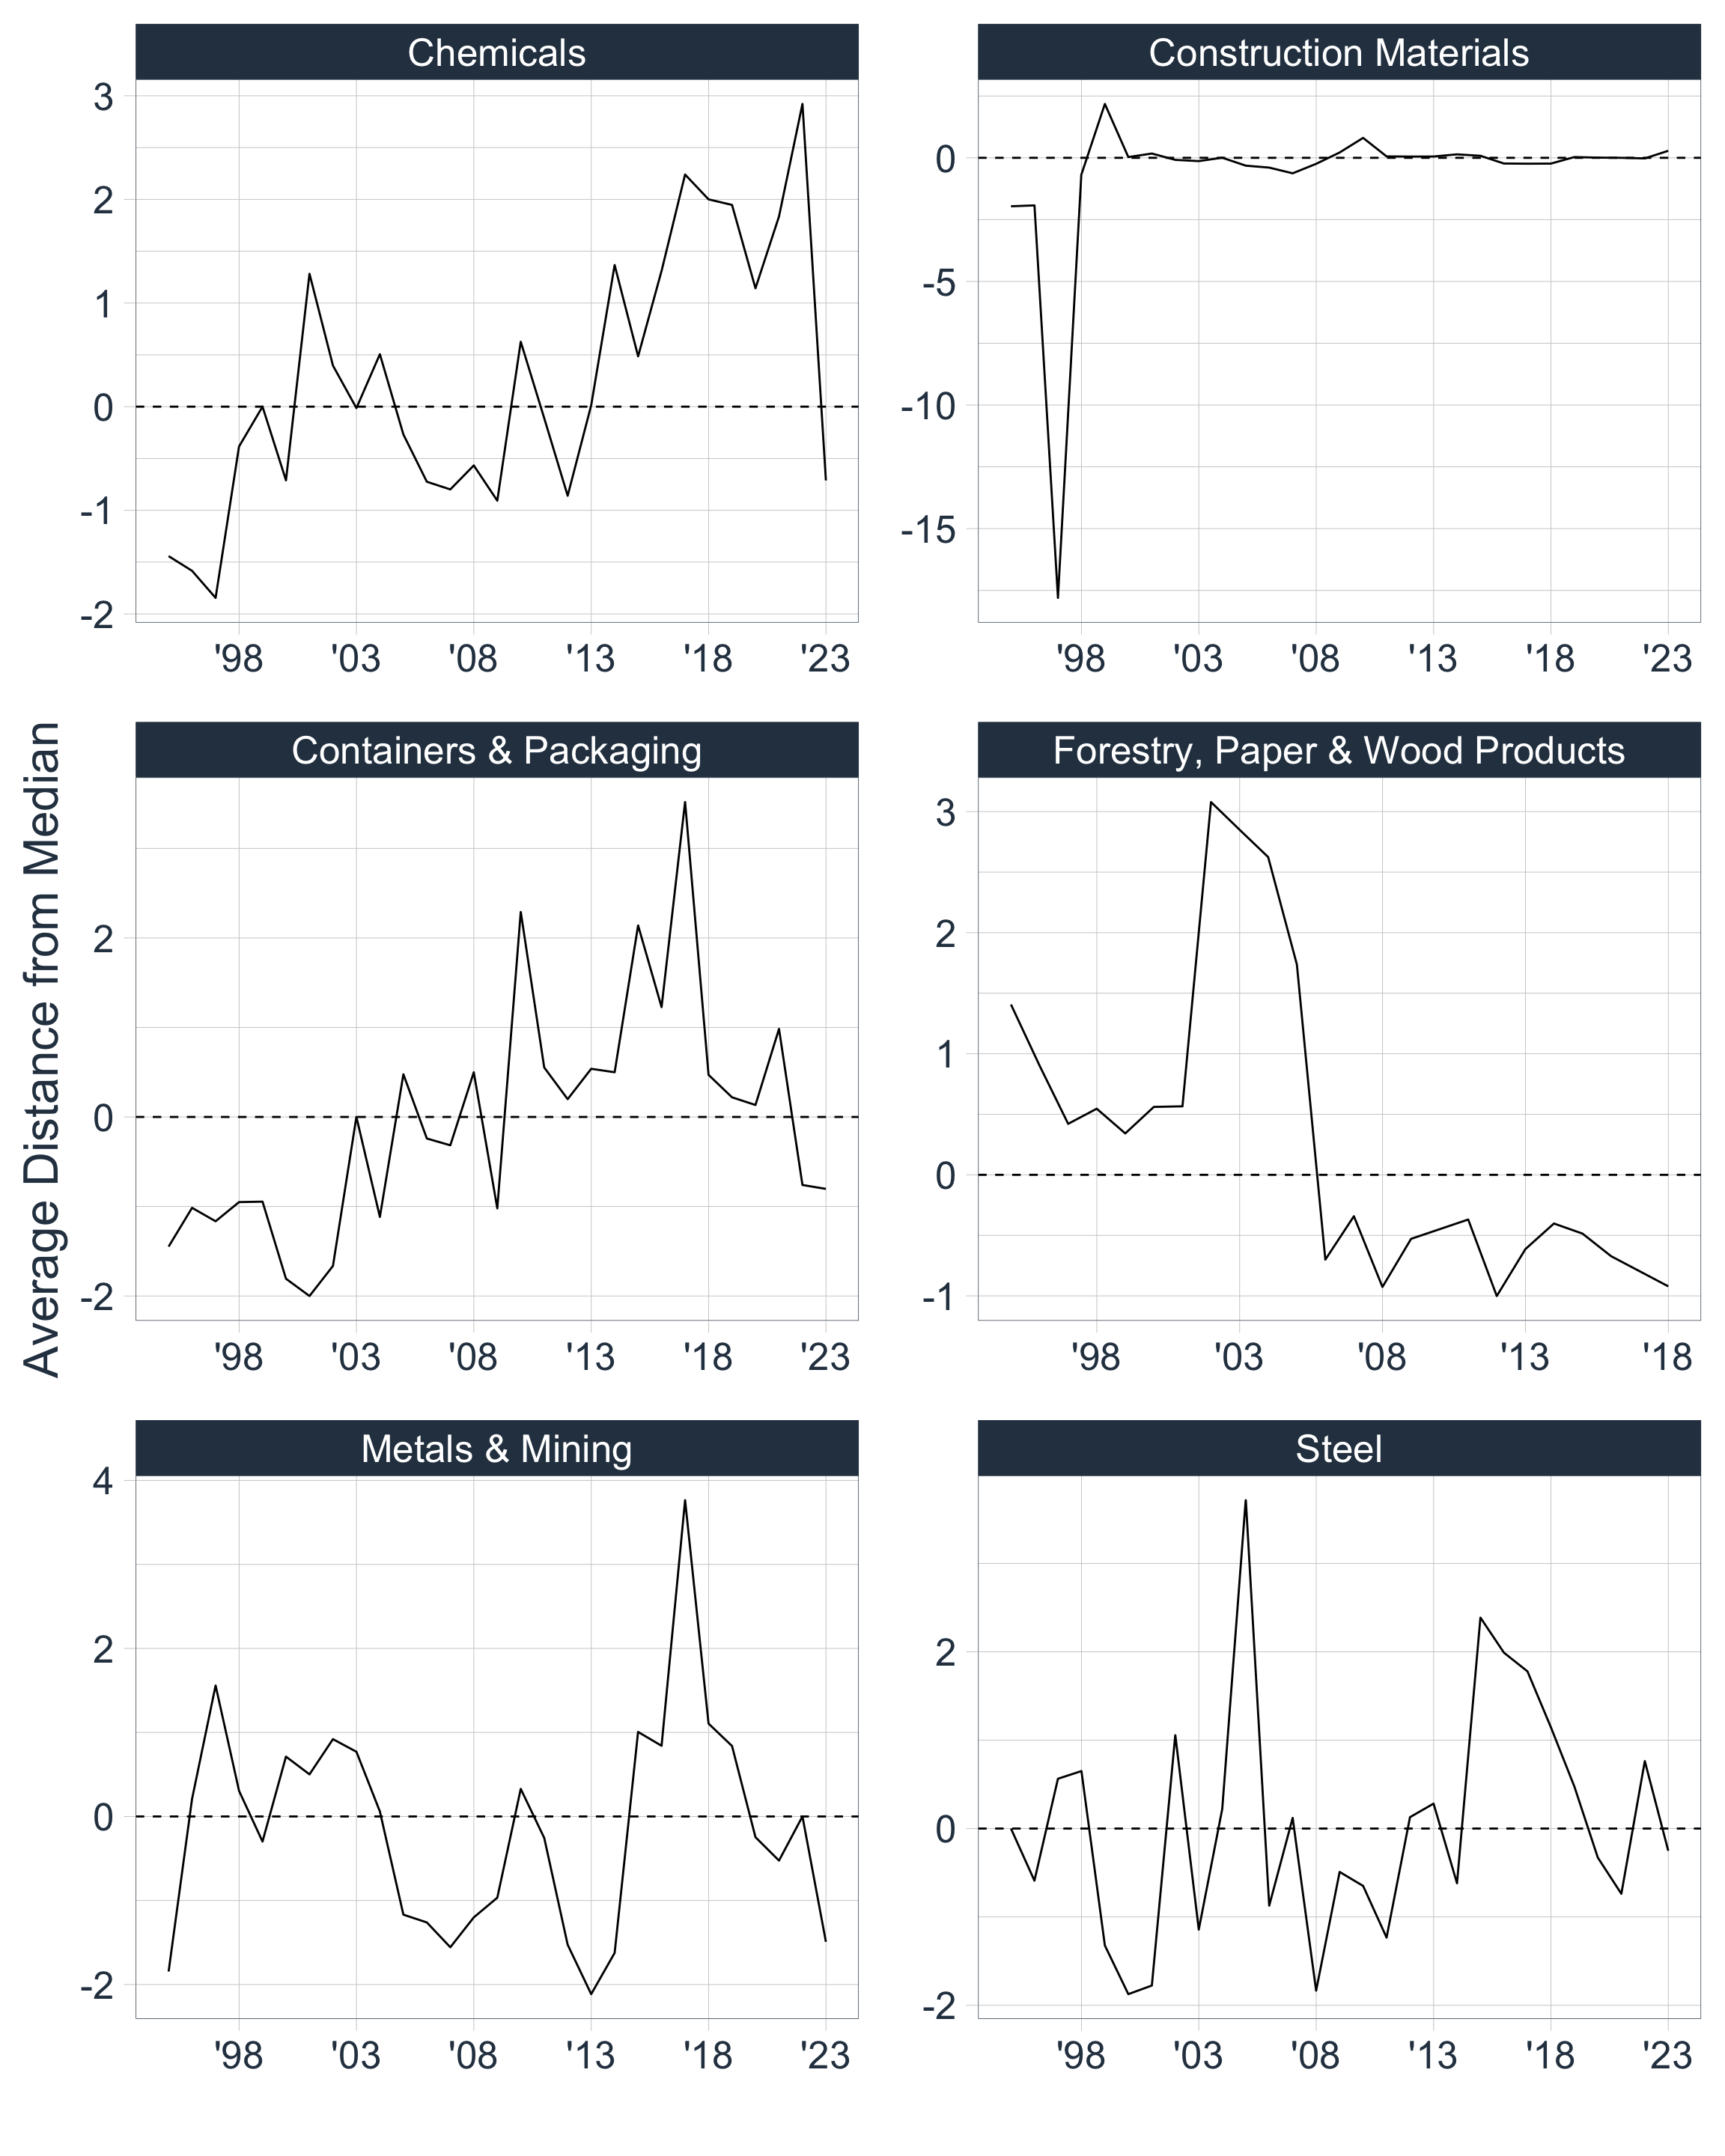 Average Distance from Median
Chemicals
3
2
1
0
-1
-2
'98 '03 '08 '13 '18 '23
Construction Materials
0
-5
-10
-15
'98 '03 '08 '13 '18 '23
Containers & Packaging
2
0
-2
'98 '03 '08 '13 '18 '23
Forestry, Paper & Wood Products
3
2
1
0
-1
'98 '03 '08 '13 '18
Metals & Mining
4
2
0
-2
'98 '03 '08 '13 '18 '23
Steel
2
0
-2
'98 '03 '08 '13 '18 '23